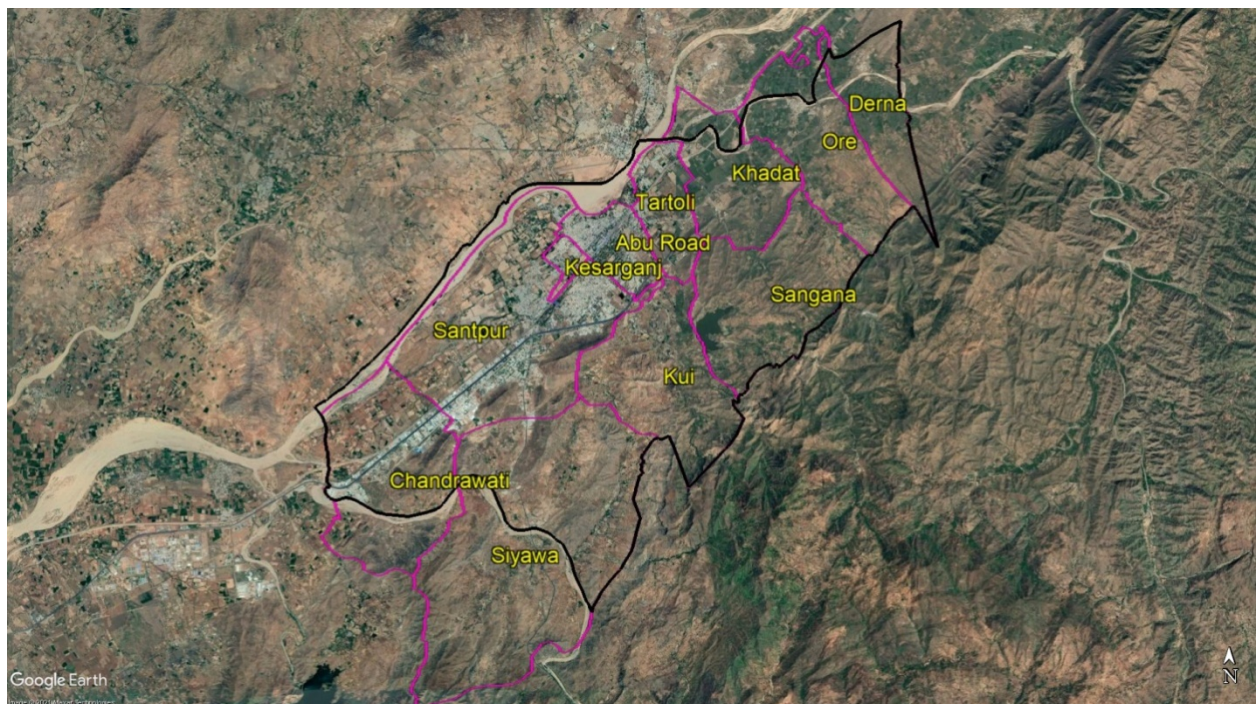 Derna
Ore
Khadat
Tartoli
Abu Road
Kesarganj
Sangana
Santpur
Kui
Chandrawati
Siyawa
Google Earth
N